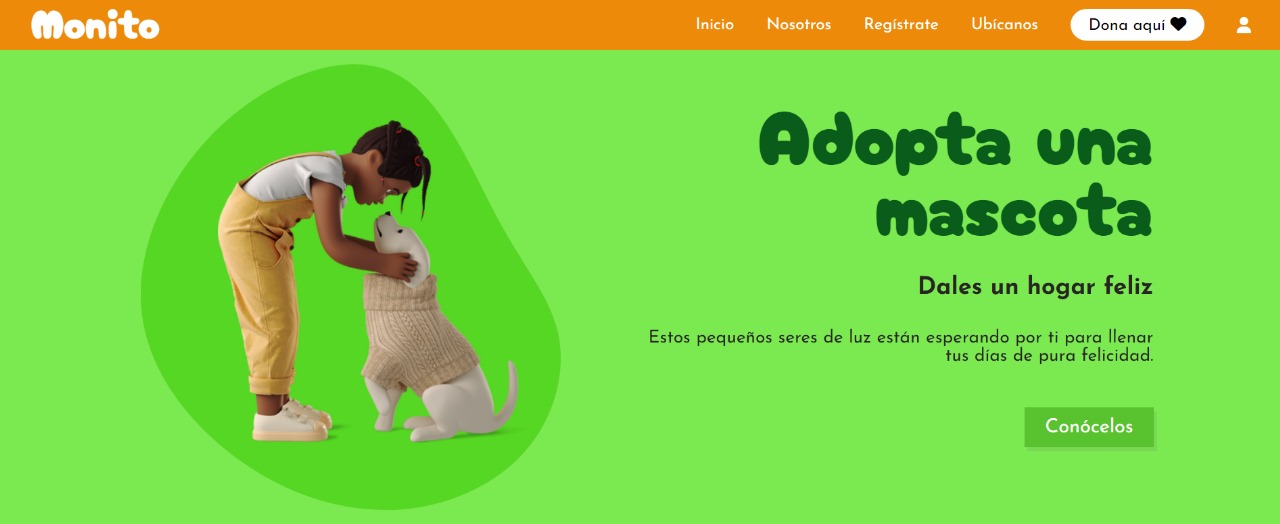 Monito
Inicio Nosotros Regístrate Ubícanos Dona aquí
Adopta una
mascota
Dales un hogar feliz
Estos pequeños seres de luz están esperando por ti para llenar
tus días de pura felicidad.
Conócelos